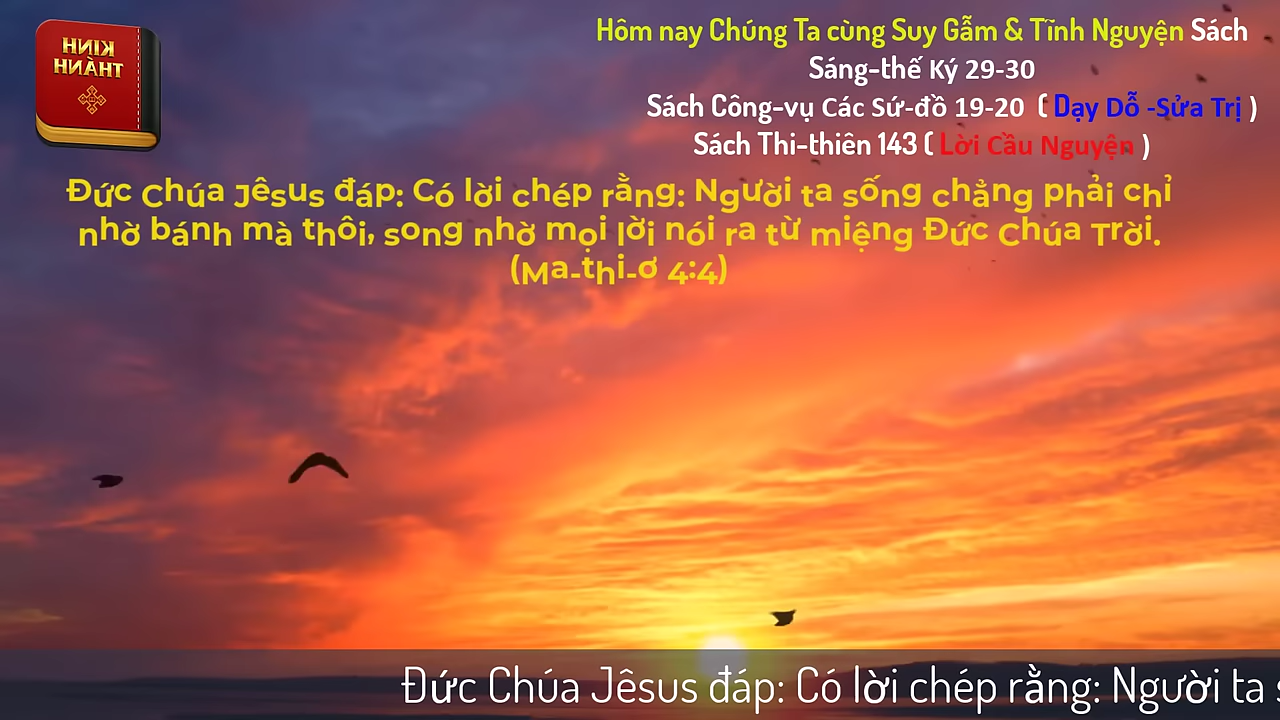 KINH
THÀNH
Hôm nay Chúng Ta cùng Suy Gẫm & Tĩnh Nguyện Sách
Sáng-thế Ký 29-30
Sách Công-vụ Các Sứ-đồ 19-20 ( Dạy Dỗ -Sửa Trị )
Sách Thi-thiên 143 ( Lời Cầu Nguyện )
Đức Chúa Jêsus đáp: Có lời chép rằng: Người ta sống chẳng phải chỉ
nhờ bánh mà thôi, song nhờ mọi lời nói ra từ miệng Đức Chúa Trời.
(Ma-thi-ơ 4:4)
Đức Chúa Jêsus đáp: Có lời chép rằng: Người ta